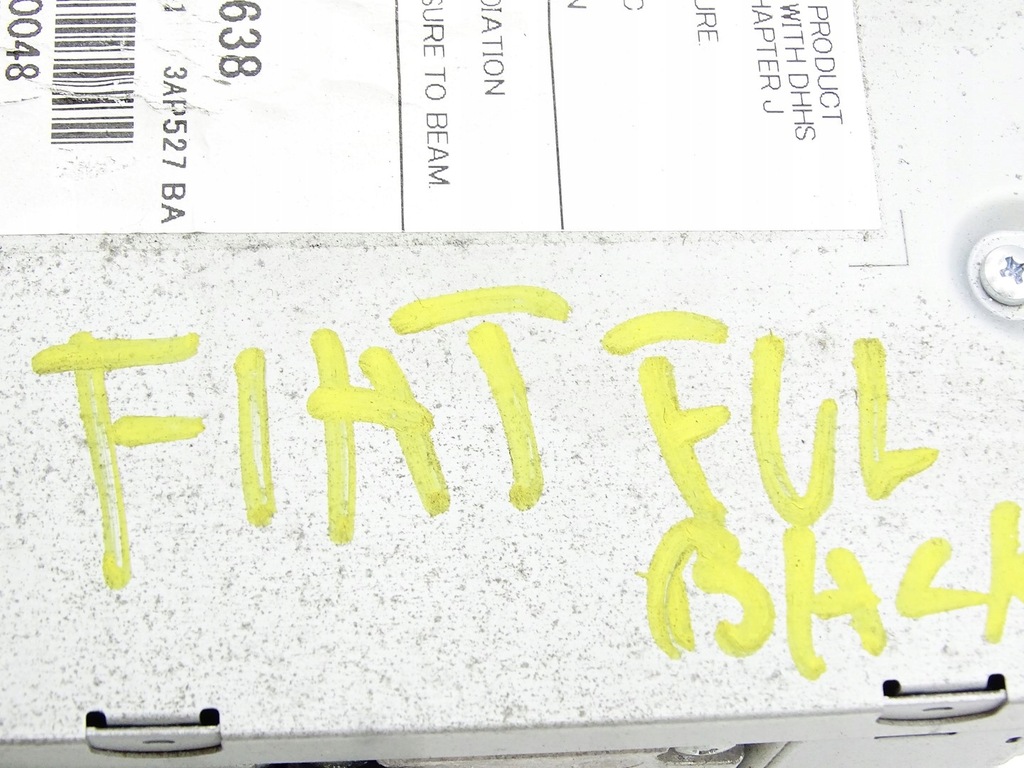 PRODUCT
WITH DHHS
HAPTER J
URE.
C
N
DIATION
SURE TO BEAM.
638,
3AP527 BA
0048
FIAT FUL
BACK